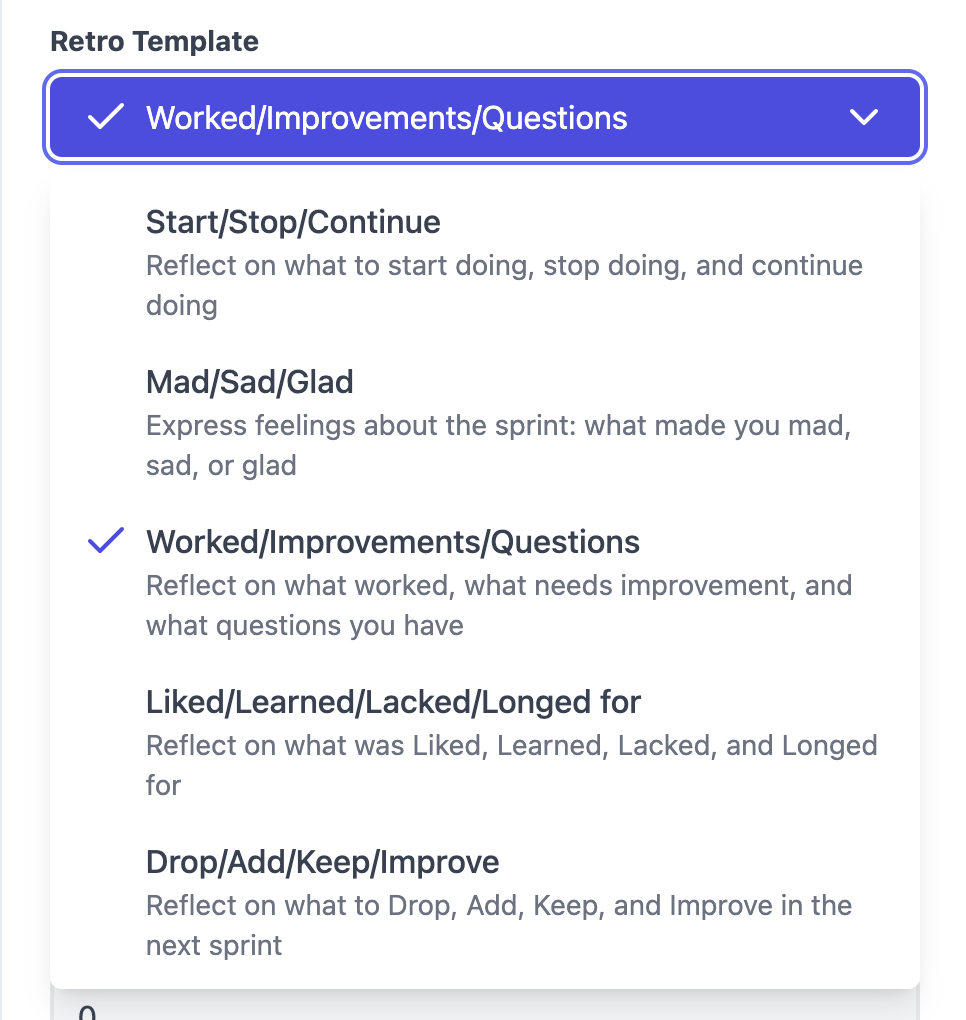 Retro Template
Worked/Improvements/Questions
Start/Stop/Continue
Reflect on what to start doing, stop doing, and continue
doing
Mad/Sad/Glad
Express feelings about the sprint: what made you mad,
sad, or glad
Worked/Improvements/Questions
Reflect on what worked, what needs improvement, and
what questions you have
Liked/Learned/Lacked/Longed for
Reflect on what was Liked, Learned, Lacked, and Longed
for
Drop/Add/Keep/Improve
Reflect on what to Drop, Add, Keep, and Improve in the
next sprint